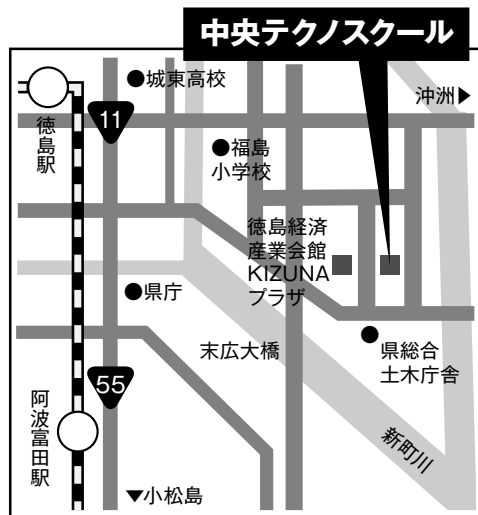 中央テクノスクール
●城東高校
沖洲▶
徳島駅
11
●福島
小学校
徳島経済
産業会館
KIZUNA
プラザ
●県庁
末広大橋
県総合
土木庁舎
55
阿波富田駅
新町川
▼小松島